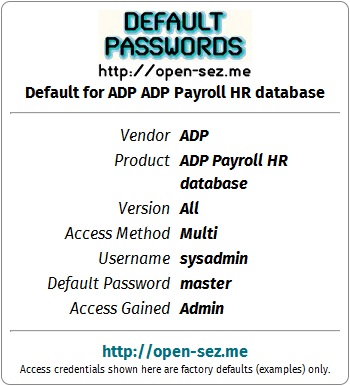 DEFAULT
PASSWORDS
http://open-sez.me
Default for ADP ADP Payroll HR database
Vendor ADP
Product ADP Payroll HR
database
Version All
Access Method Multi
Username sysadmin
Default Password master
Access Gained Admin
http://open-sez.me
Access credentials shown here are factory defaults (examples) only.